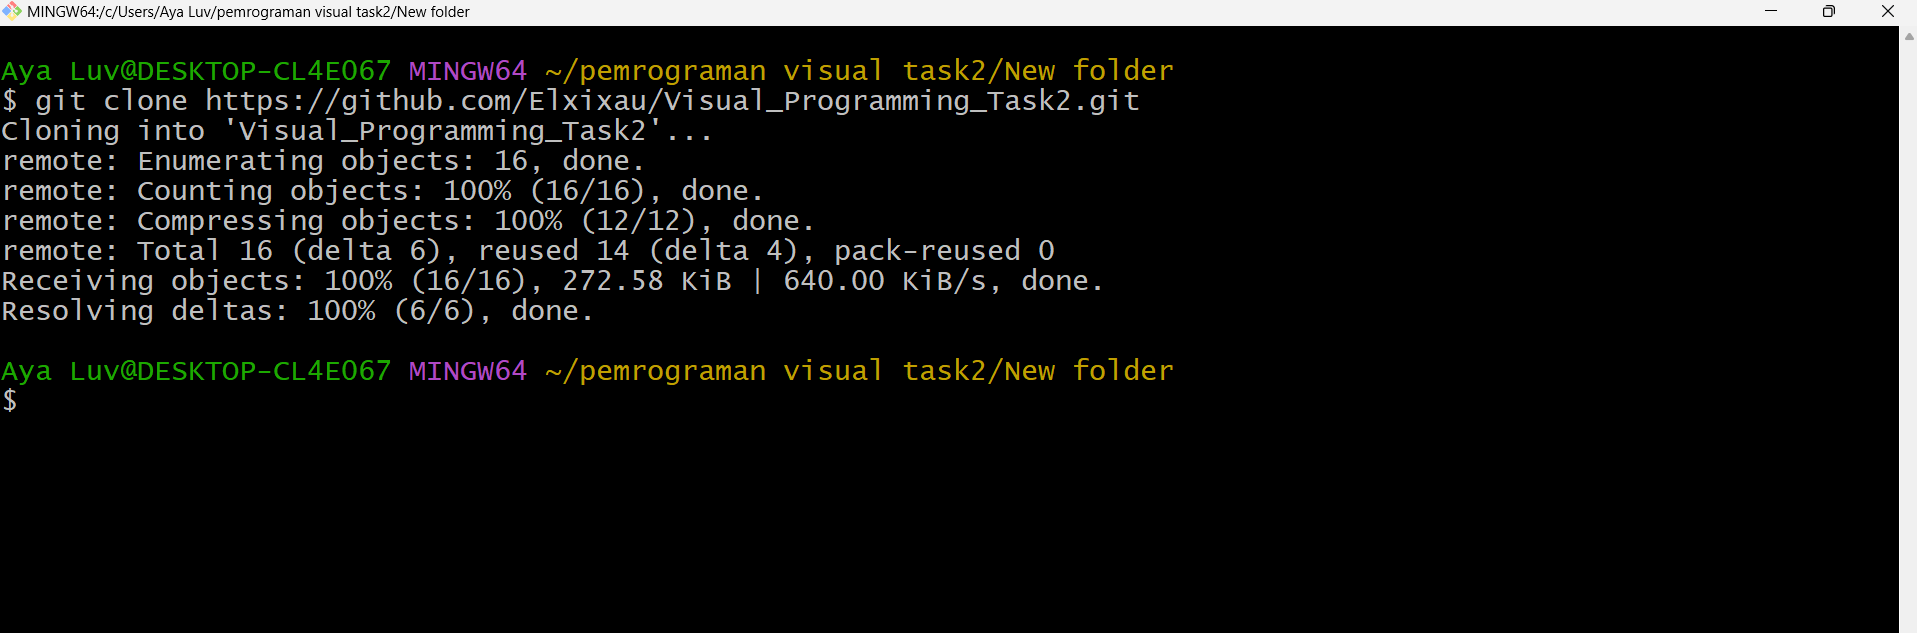 MINGW64:/c/Users/Aya Luv/pemrograman visual task2/New folder
Aya Luv@DESKTOP-CL4E067 MINGW64 ~/pemrograman visual task2/New folder
$ git clone https://github.com/Elxixau/Visual_Programming_Task2.git
Cloning into 'Visual_Programming_Task2'...
remote: Enumerating objects: 16, done.
remote: Counting objects: 100% (16/16), done.
remote: Compressing objects: 100% (12/12), done.
remote: Total 16 (delta 6), reused 14 (delta 4), pack-reused 0
Receiving objects: 100% (16/16), 272.58 KiB | 640.00 KiB/s, done.
Resolving deltas: 100% (6/6), done.
Aya Luv@DESKTOP-CL4E067 MINGW64 ~/pemrograman visual task2/New folder
$